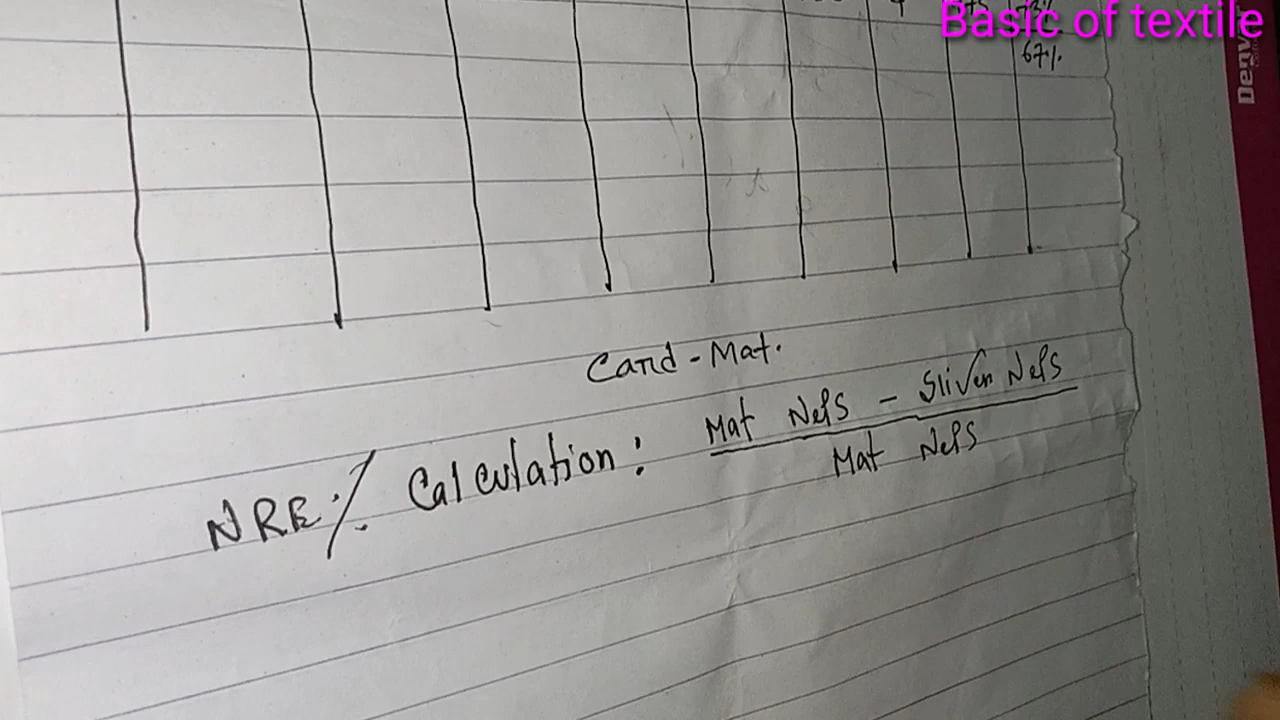 Basic of textile
67%
Card - Mat.
NRE % Calculation : Mat Neps - Sliver Neps
Mat Neps